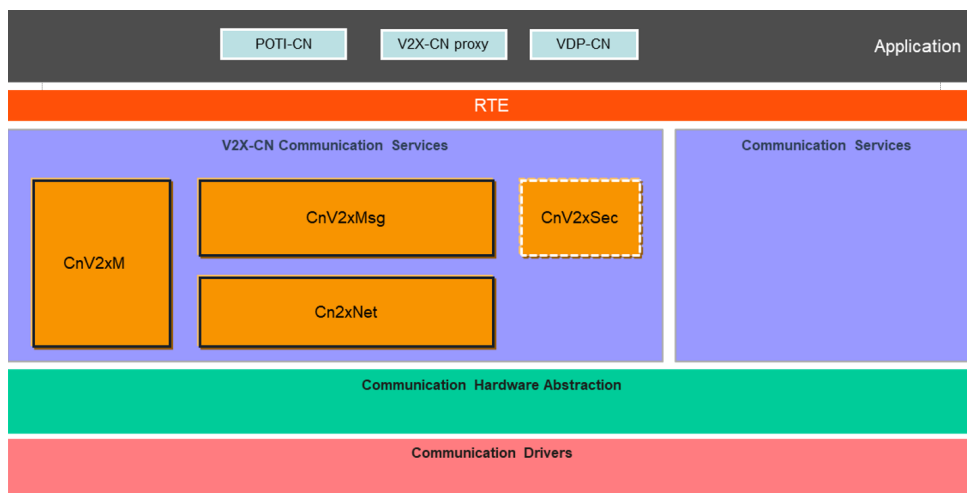 POTI-CN
V2X-CN proxy
VDP-CN
Application
RTE
V2X-CN Communication Services
Communication Services
CnV2xM
CnV2xMsg
CnV2xSec
Cn2xNet
Communication Hardware Abstraction
Communication Drivers